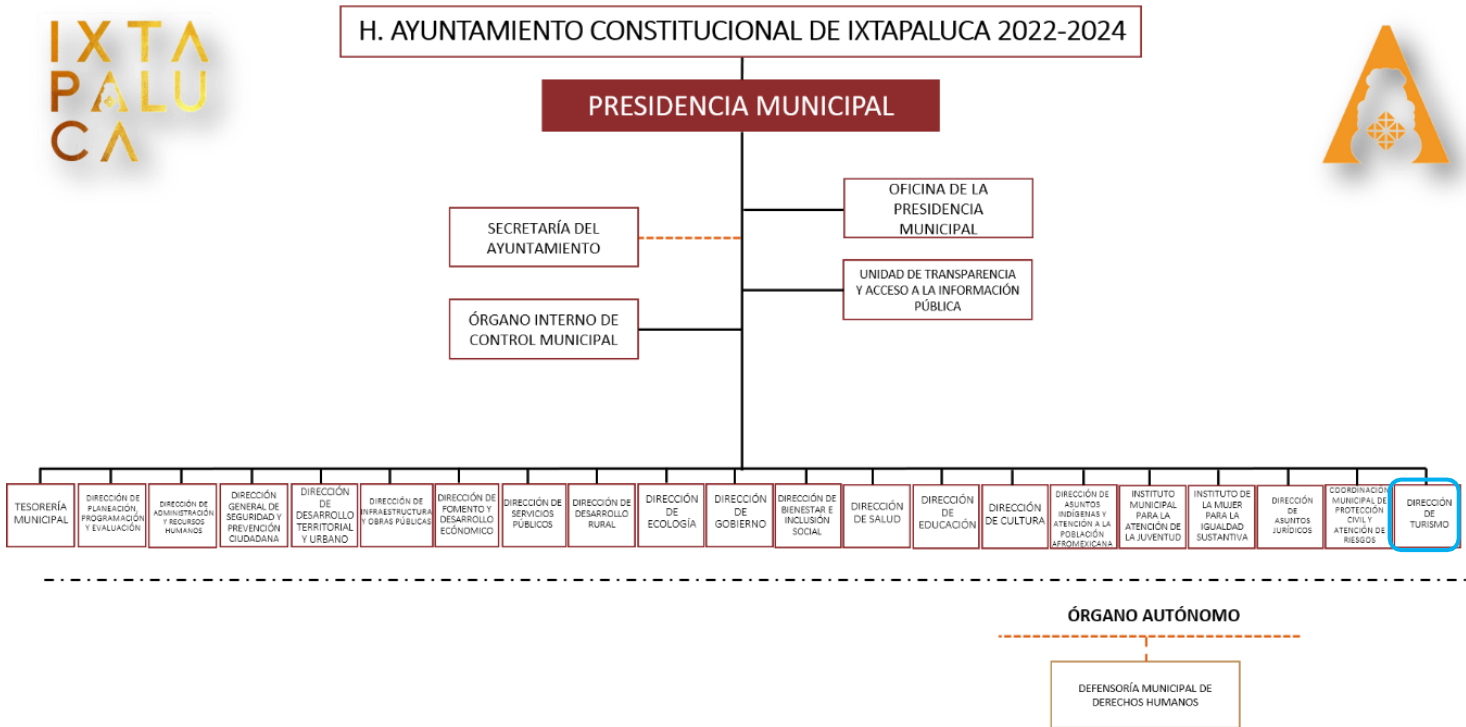 IXTA
PALU
CA
H. AYUNTAMIENTO CONSTITUCIONAL DE IXTAPALUCA 2022-2024
PRESIDENCIA MUNICIPAL
OFICINA DE LA
PRESIDENCIA
MUNICIPAL
SECRETARÍA DEL
AYUNTAMIENTO
UNIDAD DE TRANSPARENCIA
Y ACCESO A LA INFORMACIÓN
PÚBLICA
ÓRGANO INTERNO DE
CONTROL MUNICIPAL
TESORERÍA
MUNICIPAL
DIRECCIÓN DE
PLANEACIÓN,
PROGRAMACIÓN
Y EVALUACIÓN
DIRECCIÓN DE
ADMINISTRACIÓN
Y RECURSOS
HUMANOS
DIRECCIÓN
GENERAL DE
SEGURIDAD Y
PREVENCIÓN
CIUDADANA
DIRECCIÓN
DE
DESARROLLO
TERRITORIAL
Y URBANO
DIRECCIÓN DE
INFRAESTRUCTURA
Y OBRAS PÚBLICAS
DIRECCIÓN DE
FOMENTO Y
DESARROLLO
ECONÓMICO
DIRECCIÓN DE
SERVICIOS
PÚBLICOS
DIRECCIÓN DE
DESARROLLO
RURAL
DIRECCIÓN
DE
ECOLOGÍA
DIRECCIÓN
DE
GOBIERNO
DIRECCIÓN DE
BIENESTAR E
INCLUSIÓN
SOCIAL
DIRECCIÓN
DE SALUD
DIRECCIÓN
DE
EDUCACIÓN
DIRECCIÓN
DE CULTURA
DIRECCIÓN DE
ASUNTOS
INDÍGENAS Y
ATENCIÓN A LA
POBLACIÓN
AFROMEXICANA
INSTITUTO
MUNICIPAL
PARA LA
ATENCIÓN DE
LA JUVENTUD
INSTITUTO DE
LA MUJER
PARA LA
IGUALDAD
SUSTANTIVA
DIRECCIÓN
DE
ASUNTOS
JURÍDICOS
COORDINACIÓN
MUNICIPAL DE
PROTECCIÓN
CIVIL Y
ATENCIÓN DE
RIESGOS
DIRECCIÓN
DE
TURISMO
ÓRGANO AUTÓNOMO
DEFENSORÍA MUNICIPAL DE
DERECHOS HUMANOS